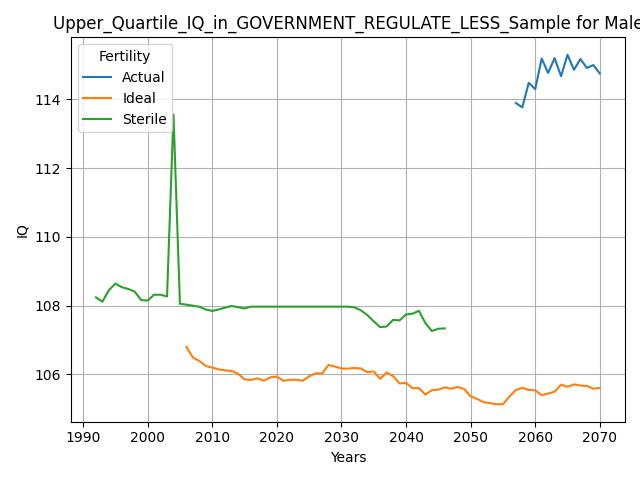 Upper_Quartile_IQ_in_GOVERNMENT_REGULATE_LESS_Sample for Male
Fertility
Actual
Ideal
Sterile
IQ
114
112
110
108
106
1990 2000 2010 2020 2030 2040 2050 2060 2070
Years